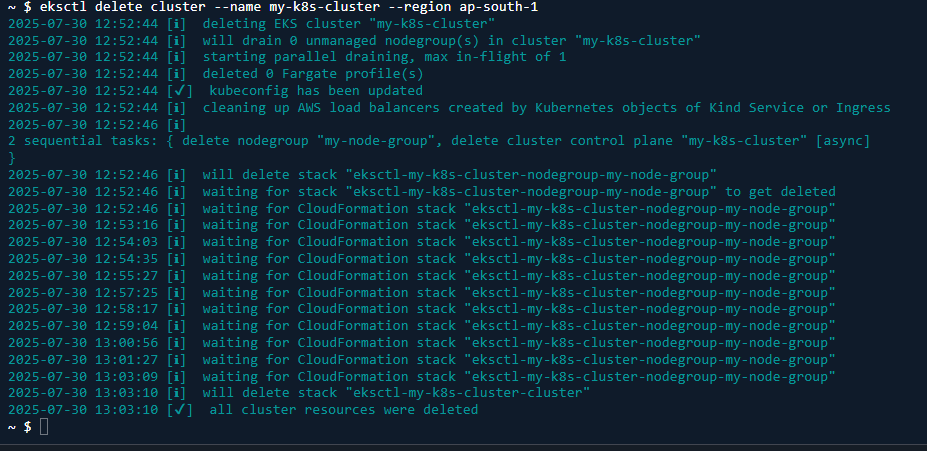 ~ $ eksctl delete cluster --name my-k8s-cluster --region ap-south-1
2025-07-30 12:52:44 [ℹ]  deleting EKS cluster "my-k8s-cluster"
2025-07-30 12:52:44 [ℹ]  will drain 0 unmanaged nodegroup(s) in cluster "my-k8s-cluster"
2025-07-30 12:52:44 [ℹ]  starting parallel draining, max in-flight of 1
2025-07-30 12:52:44 [ℹ]  deleted 0 Fargate profile(s)
2025-07-30 12:52:44 [✓]  kubeconfig has been updated
2025-07-30 12:52:44 [ℹ]  cleaning up AWS load balancers created by Kubernetes objects of Kind Service or Ingress
2025-07-30 12:52:46 [ℹ]
2 sequential tasks: { delete nodegroup "my-node-group", delete cluster control plane "my-k8s-cluster" [async]
}
2025-07-30 12:52:46 [ℹ]  will delete stack "eksctl-my-k8s-cluster-nodegroup-my-node-group"
2025-07-30 12:52:46 [ℹ]  waiting for stack "eksctl-my-k8s-cluster-nodegroup-my-node-group" to get deleted
2025-07-30 12:52:46 [ℹ]  waiting for CloudFormation stack "eksctl-my-k8s-cluster-nodegroup-my-node-group"
2025-07-30 12:53:16 [ℹ]  waiting for CloudFormation stack "eksctl-my-k8s-cluster-nodegroup-my-node-group"
2025-07-30 12:54:03 [ℹ]  waiting for CloudFormation stack "eksctl-my-k8s-cluster-nodegroup-my-node-group"
2025-07-30 12:54:35 [ℹ]  waiting for CloudFormation stack "eksctl-my-k8s-cluster-nodegroup-my-node-group"
2025-07-30 12:55:27 [ℹ]  waiting for CloudFormation stack "eksctl-my-k8s-cluster-nodegroup-my-node-group"
2025-07-30 12:57:25 [ℹ]  waiting for CloudFormation stack "eksctl-my-k8s-cluster-nodegroup-my-node-group"
2025-07-30 12:58:17 [ℹ]  waiting for CloudFormation stack "eksctl-my-k8s-cluster-nodegroup-my-node-group"
2025-07-30 12:59:04 [ℹ]  waiting for CloudFormation stack "eksctl-my-k8s-cluster-nodegroup-my-node-group"
2025-07-30 13:00:56 [ℹ]  waiting for CloudFormation stack "eksctl-my-k8s-cluster-nodegroup-my-node-group"
2025-07-30 13:01:27 [ℹ]  waiting for CloudFormation stack "eksctl-my-k8s-cluster-nodegroup-my-node-group"
2025-07-30 13:03:09 [ℹ]  waiting for CloudFormation stack "eksctl-my-k8s-cluster-nodegroup-my-node-group"
2025-07-30 13:03:10 [ℹ]  will delete stack "eksctl-my-k8s-cluster-cluster"
2025-07-30 13:03:10 [✓]  all cluster resources were deleted
~ $